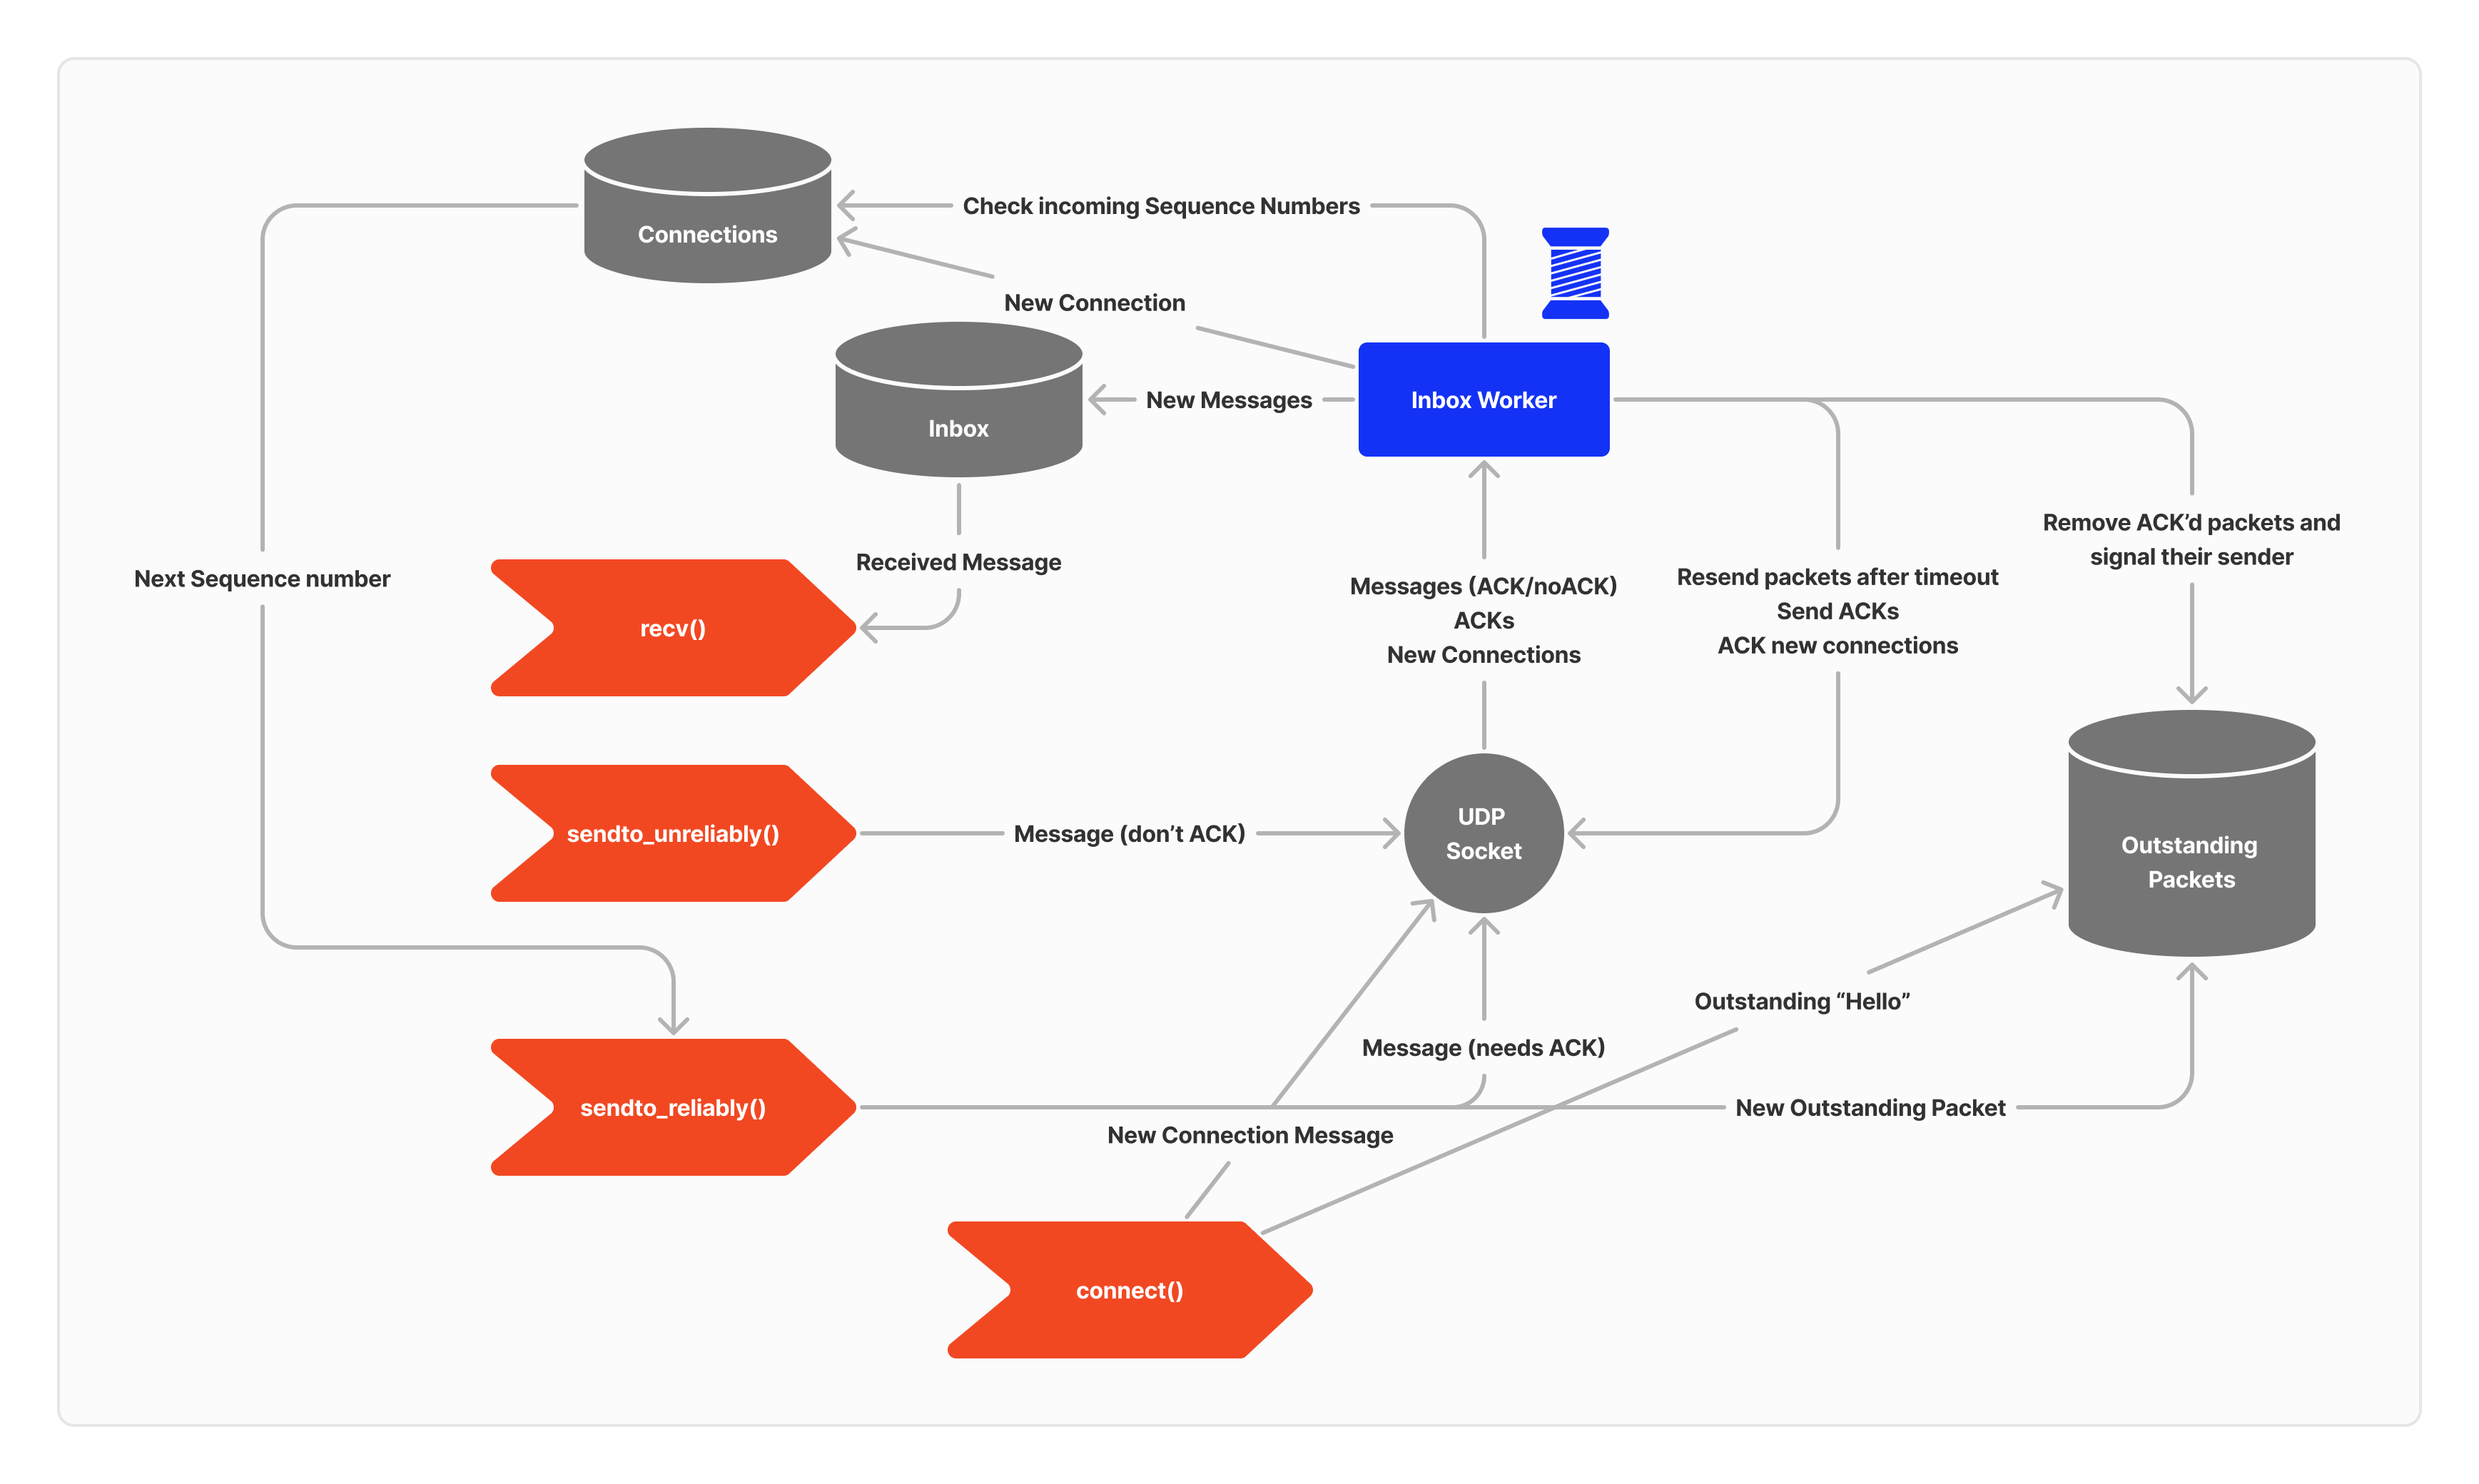 Connections
Check incoming Sequence Numbers
New Connection
Inbox
New Messages
Inbox Worker
Next Sequence number
Received Message
recv()
Messages (ACK/noACK)
ACKs
New Connections
Resend packets after timeout
Send ACKs
ACK new connections
Remove ACK’d packets and
signal their sender
sendto_unreliably()
Message (don’t ACK)
UDP
Socket
Outstanding
Packets
Outstanding “Hello”
Message (needs ACK)
sendto_reliably()
New Outstanding Packet
New Connection Message
connect()